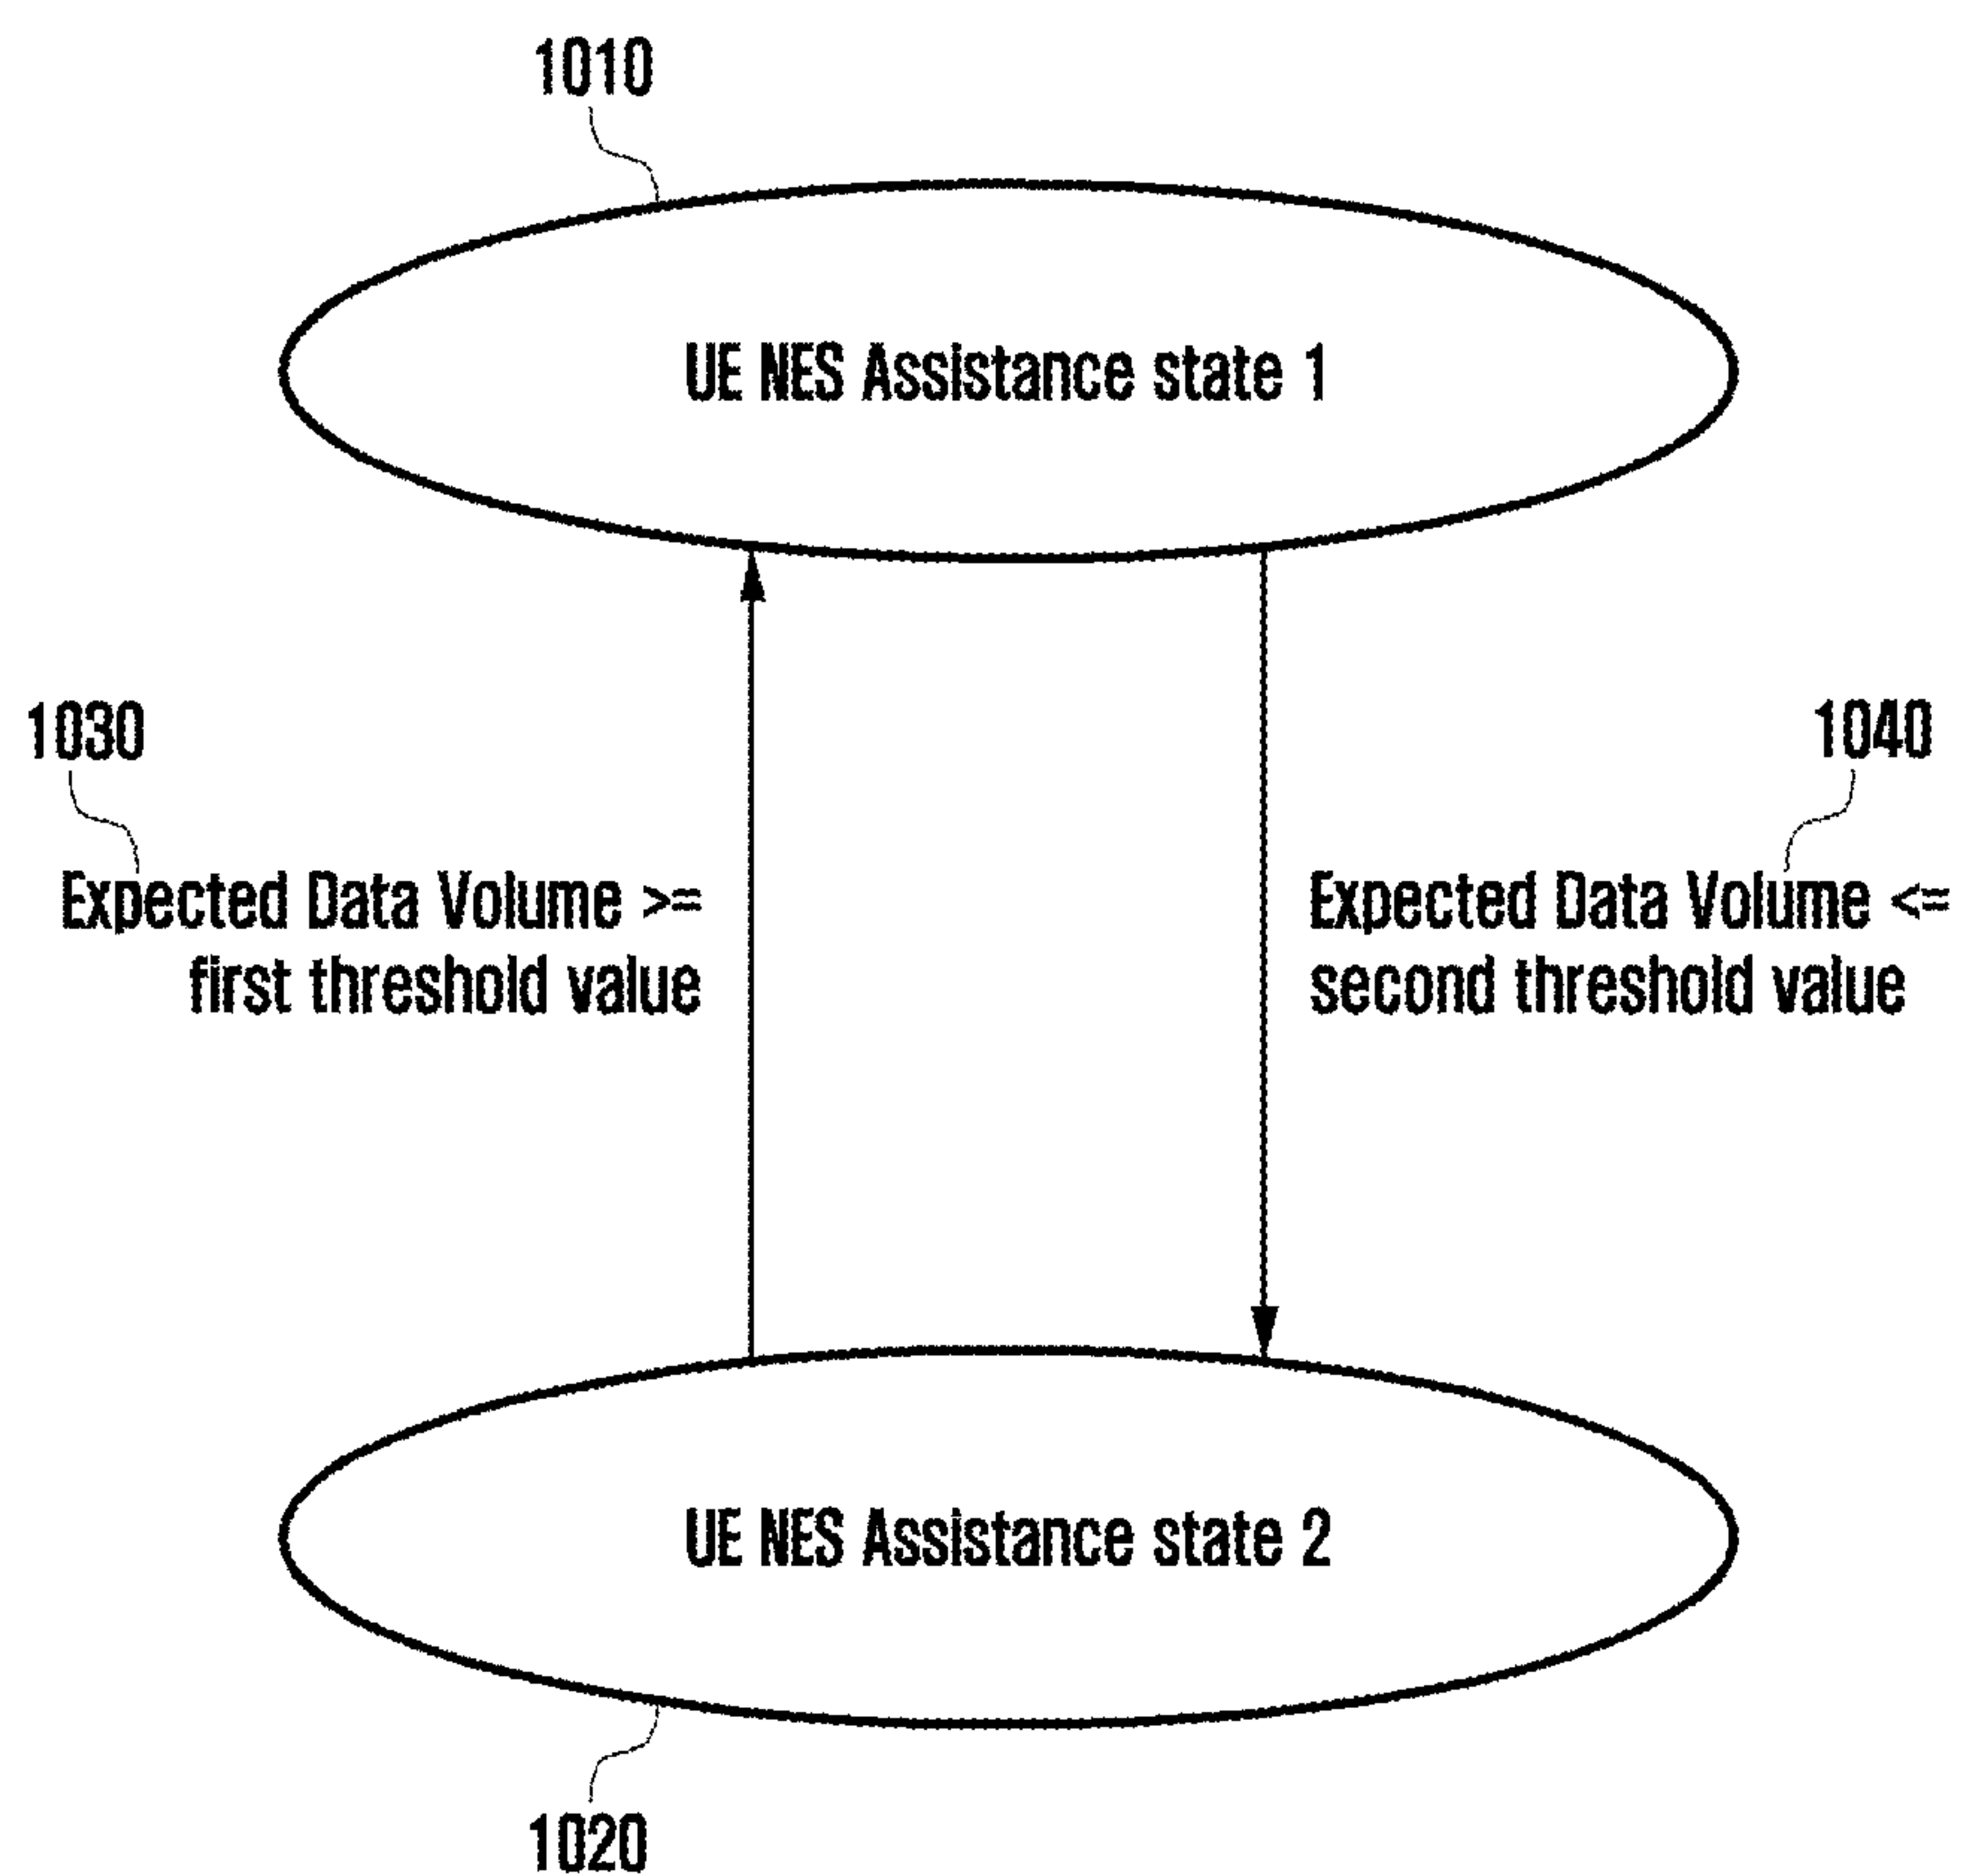 1010
UE NES Assistance state 1
1030
Expected Data Volume >=
first threshold value
1040
Expected Data Volume <=
second threshold value
UE NES Assistance state 2
1020